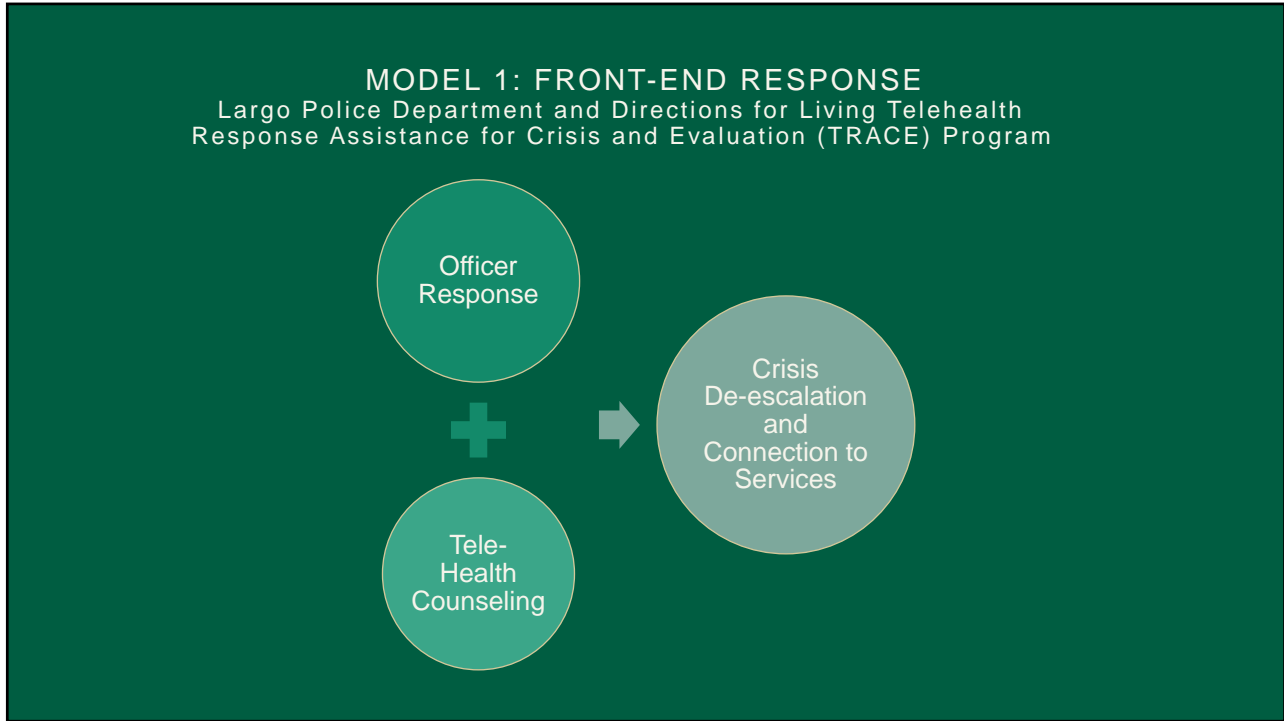 MODEL 1: FRONT-END RESPONSE
Largo Police Department and Directions for Living Telehealth
Response Assistance for Crisis and Evaluation (TRACE) Program
Officer
Response
Tele-
Health
Counseling
Crisis
De-escalation
and
Connection to
Services